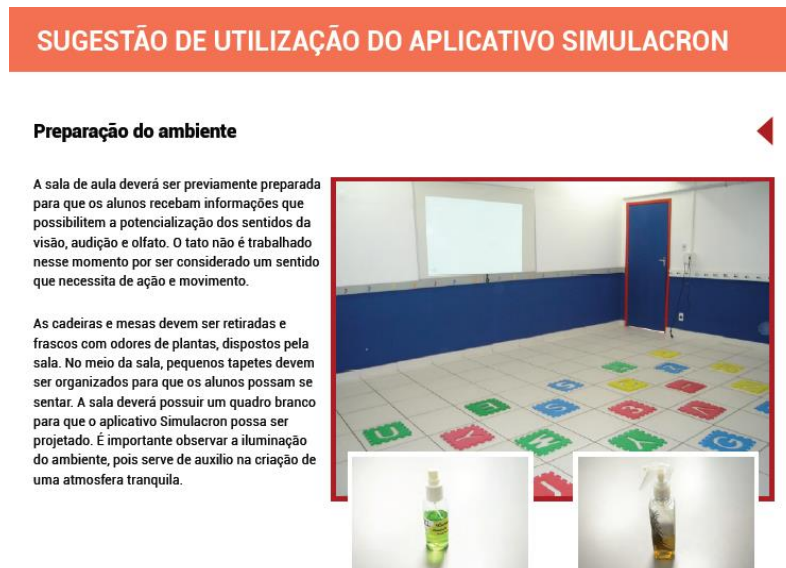 SUGESTÃO DE UTILIZAÇÃO DO APLICATIVO SIMULACRON
Preparação do ambiente
A sala de aula deverá ser previamente preparada
para que os alunos recebam informações que
possibilitem a potencialização dos sentidos da
visão, audição e olfato. O tato não é trabalhado
nesse momento por ser considerado um sentido
que necessita de ação e movimento.
As cadeiras e mesas devem ser retiradas e
frascos com odores de plantas, dispostos pela
sala. No meio da sala, pequenos tapetes devem
ser organizados para que os alunos possam se
sentar. A sala deverá possuir um quadro branco
para que o aplicativo Simulacron possa ser
projetado. É importante observar a iluminação
do ambiente, pois serve de auxilio na criação de
uma atmosfera tranquila.